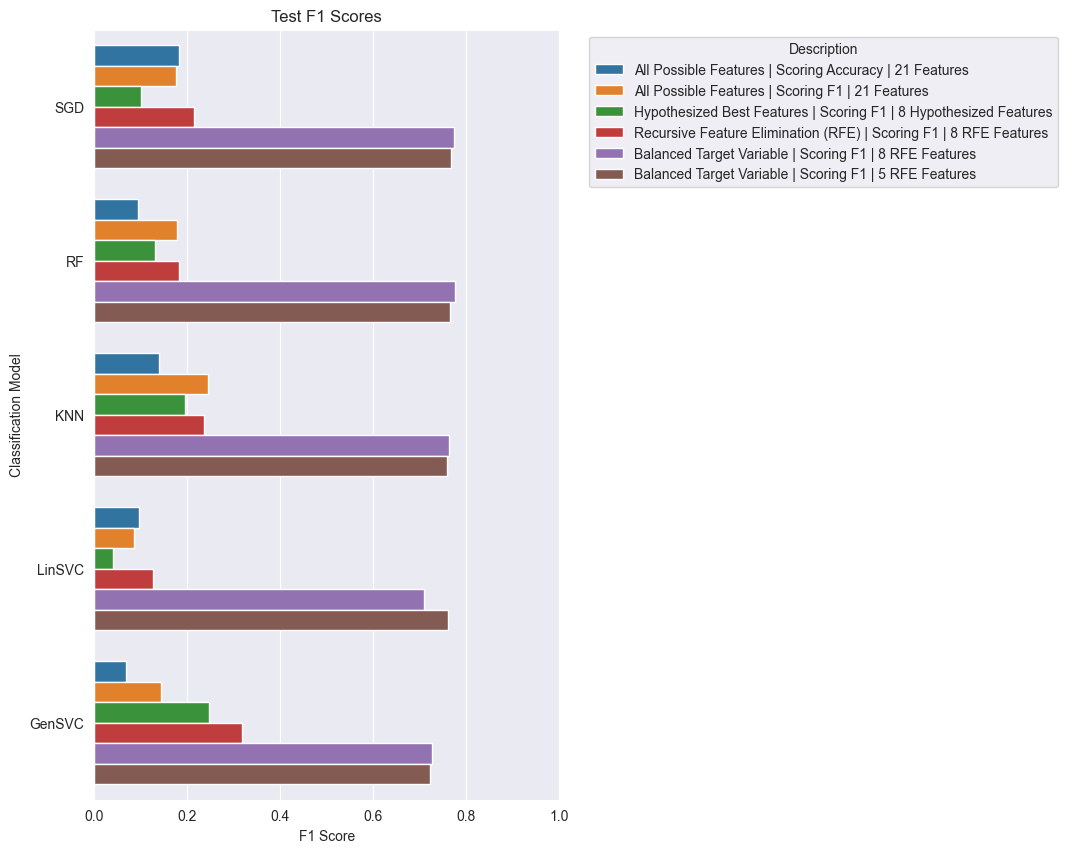 Test F1 Scores
Description
All Possible Features | Scoring Accuracy | 21 Features
All Possible Features | Scoring F1 | 21 Features
Hypothesized Best Features | Scoring F1 | 8 Hypothesized Features
Recursive Feature Elimination (RFE) | Scoring F1 | 8 RFE Features
Balanced Target Variable | Scoring F1 | 8 RFE Features
Balanced Target Variable | Scoring F1 | 5 RFE Features
Classification Model
SGD
RF
KNN
LinSVC
GenSVC
0.0 0.2 0.4 0.6 0.8 1.0
F1 Score